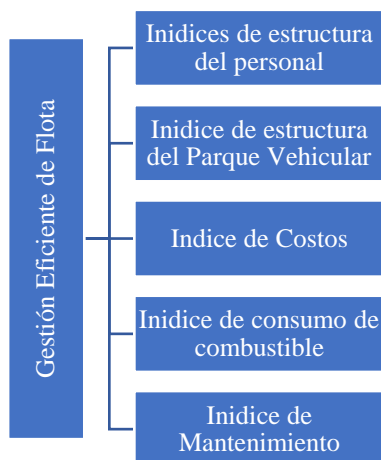 Gestión Eficiente de Flota
Inidices de estructura
del personal
Inidice de estructura
del Parque Vehicular
Indice de Costos
Inidice de consumo de
combustible
Inidice de
Mantenimiento